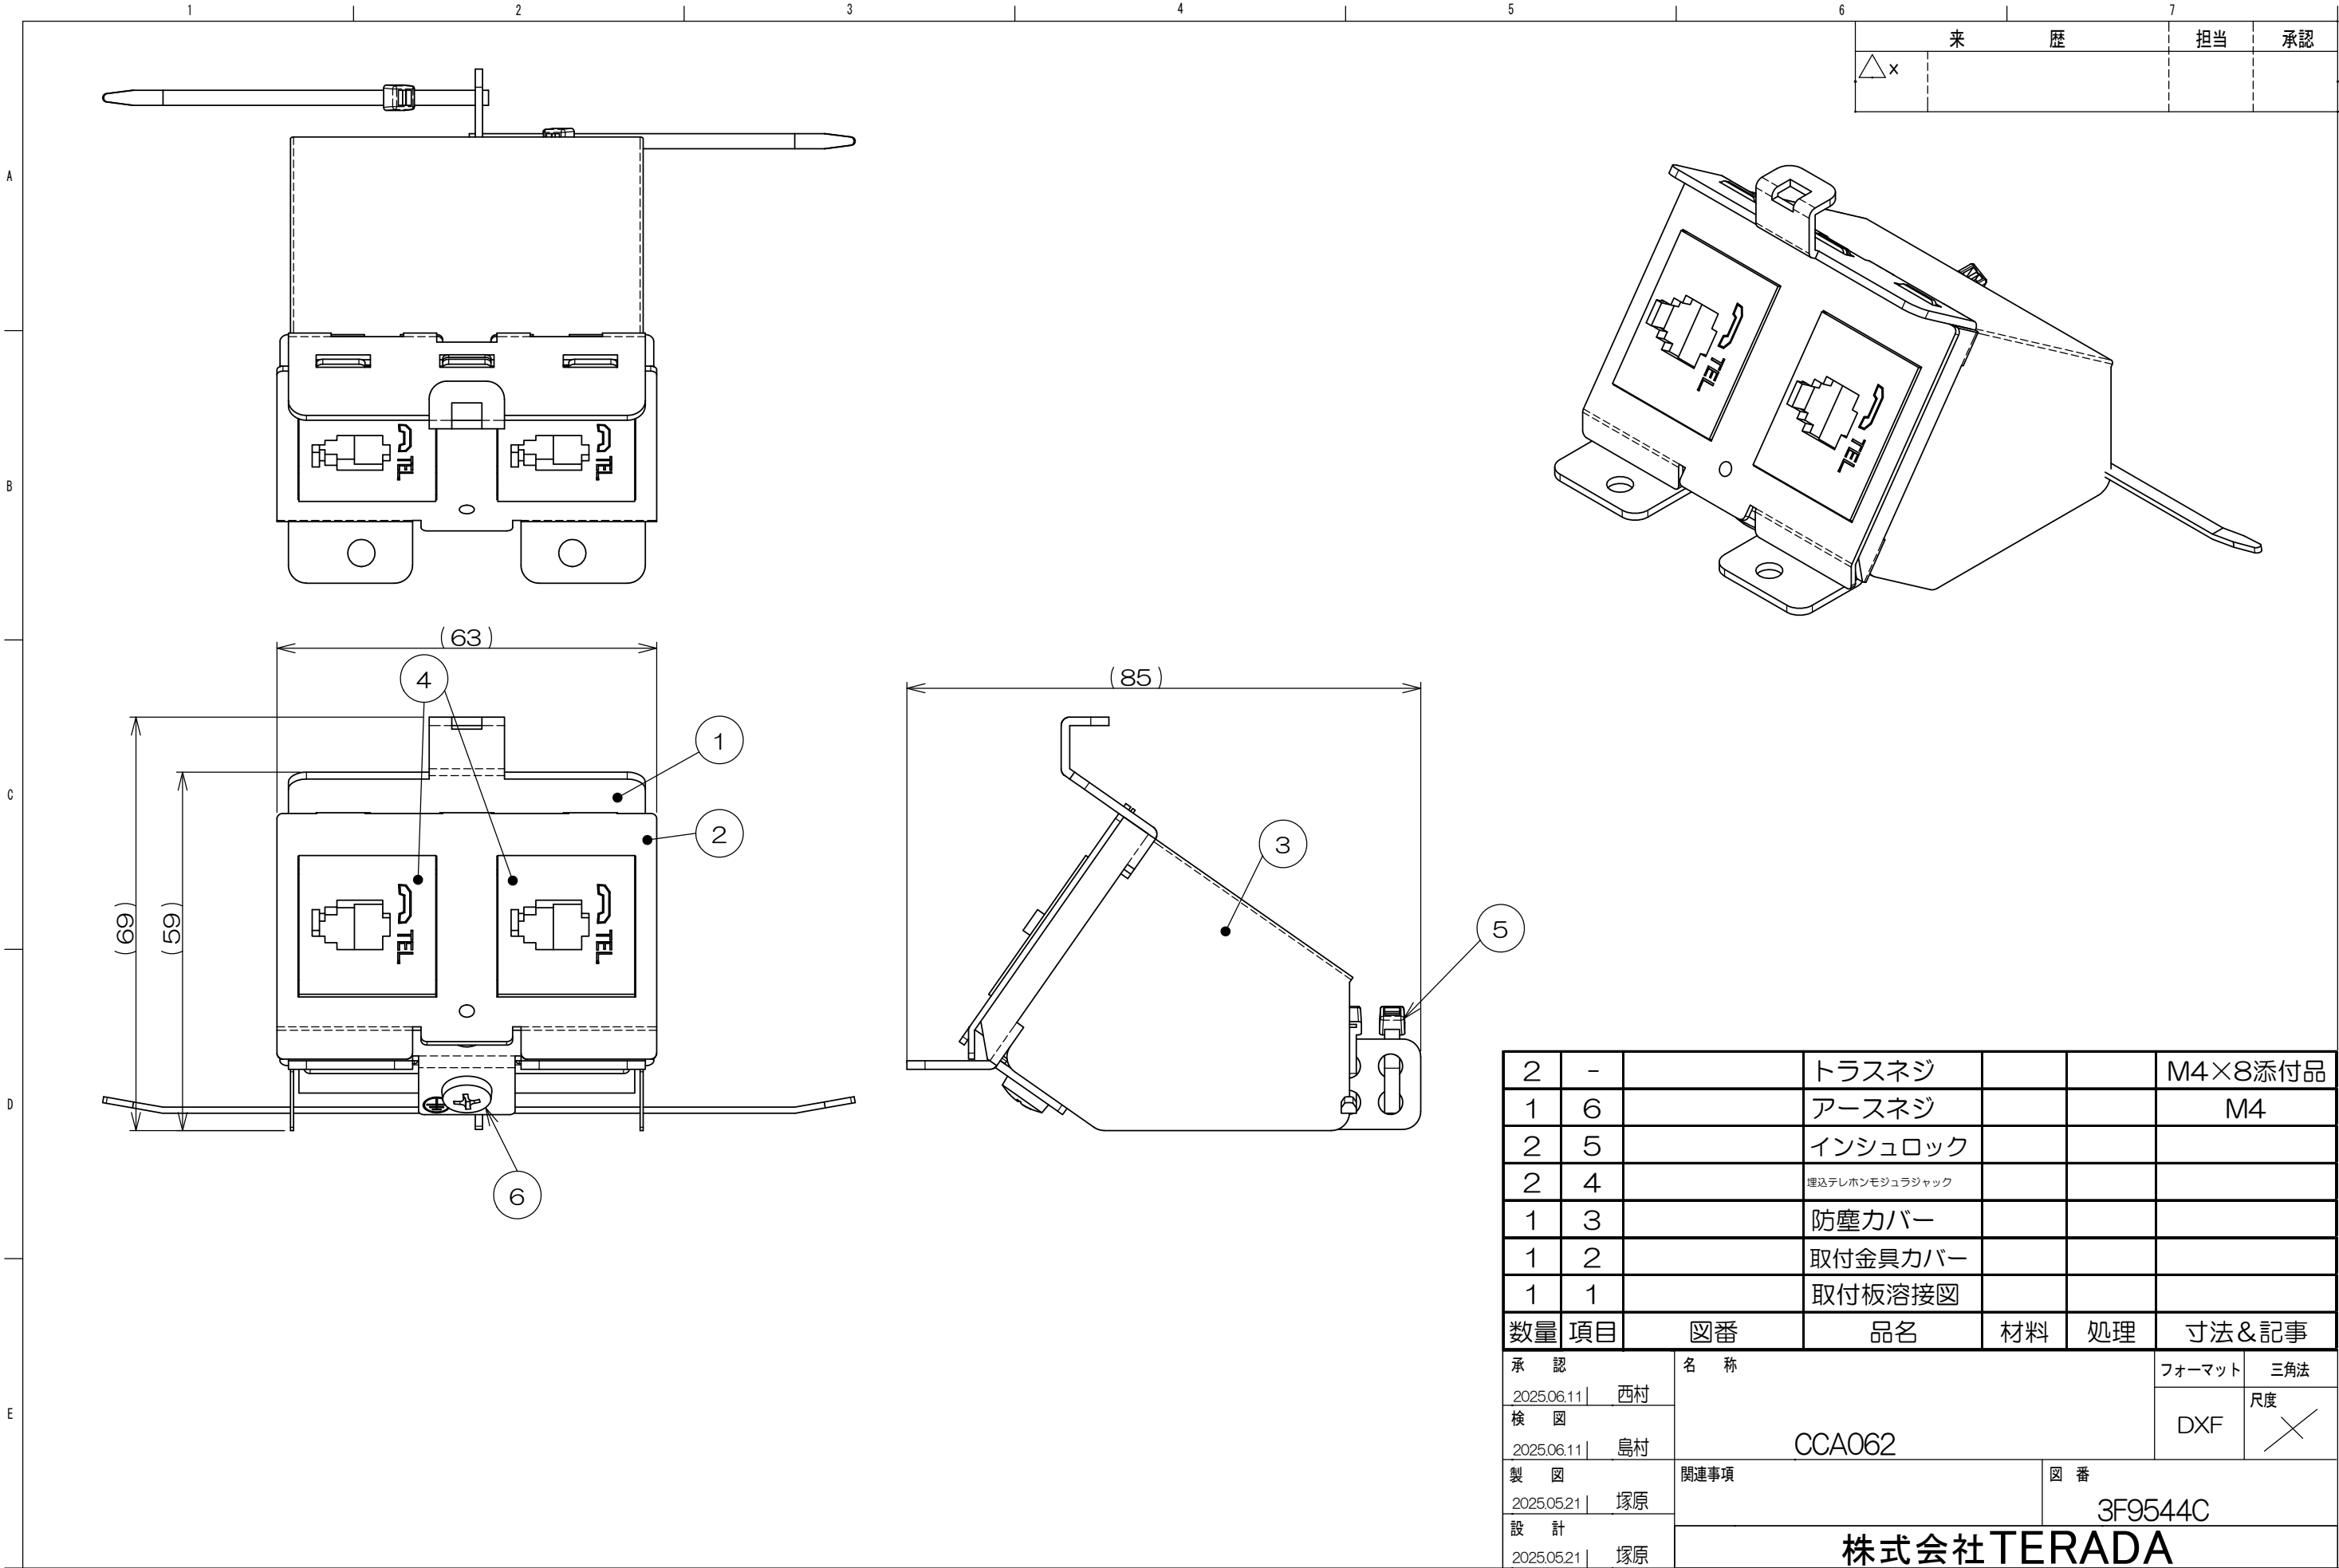 1 2 3 4 5 6 7
A
B
C
D
E
来 歴 担当 承認
△x
TEL TEL
TEL TEL
(63)
(85)
(69)
(59)
4
1
2
TEL TEL
3
5
6
2 - トラスネジ M4×8添付品
1 6 アースネジ M4
2 5 インシュロック
2 4 埋込テレホンモジュラジャック
1 3 防塵カバー
1 2 取付金具カバー
1 1 取付板溶接図
数量 項目 図番 品名 材料 処理 寸法&記事
承 認
2025.06.11 西村
検 図
2025.06.11 島村
製 図
2025.05.21 塚原
設 計
2025.05.21 塚原
名 称
CCA062
フォーマット 三角法
DXF
尺度
関連事項
図 番
3F9544C
株式会社TERADA